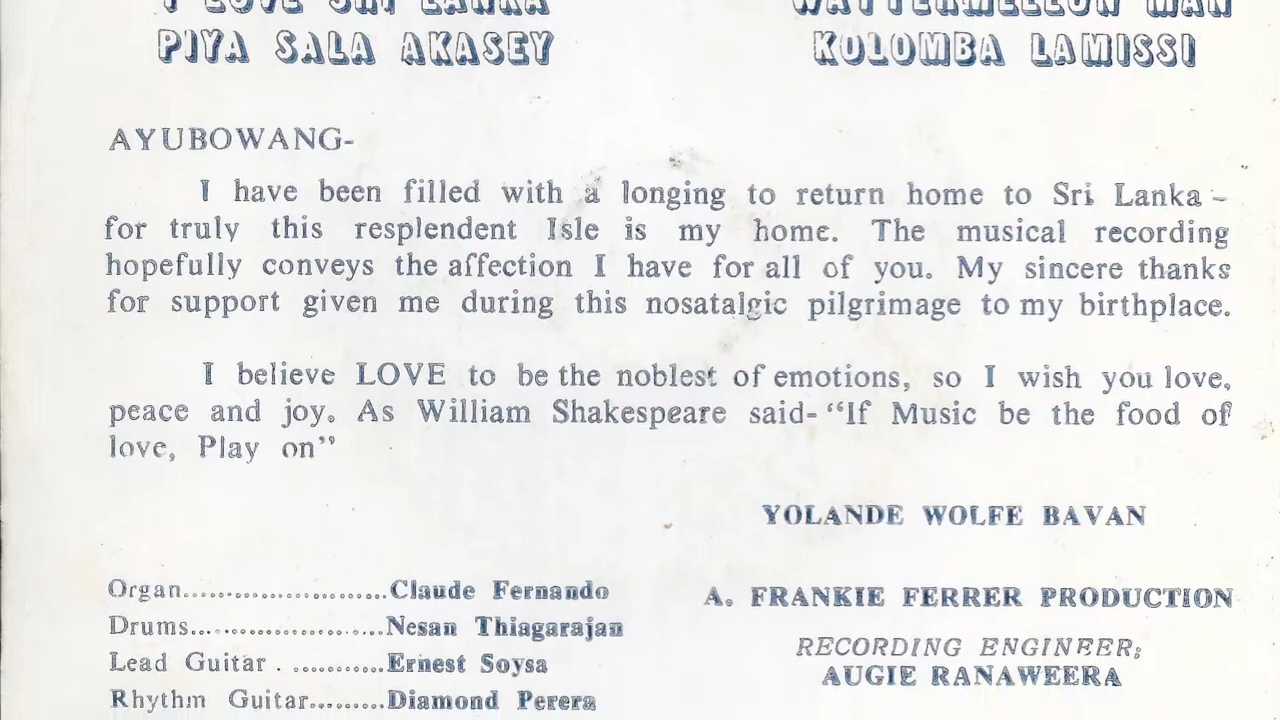 I LOVE SRI LANKA
WATTERMELLON MAN
PIYA SALA AKASEY
KOLOMBA LAMISSI
AYUBOWANG-
I have been filled with a longing to return home to Sri Lanka –
for truly this resplendent Isle is my home. The musical recording
hopefully conveys the affection I have for all of you. My sincere thanks
for support given me during this nosatalgic pilgrimage to my birthplace.
I believe LOVE to be the noblest of emotions, so I wish you love,
peace and joy. As William Shakespeare said- “If Music be the food of
love, Play on”
YOLANDE WOLFE BAVAN
Organ..........................Claude Fernando
Drums........................Nesan Thiagarajan
Lead Guitar . ............Ernest Soysa
Rhythm Guitar.........Diamond Perera
A. FRANKIE FERRER PRODUCTION
RECORDING ENGINEER;
AUGIE RANAWEERA